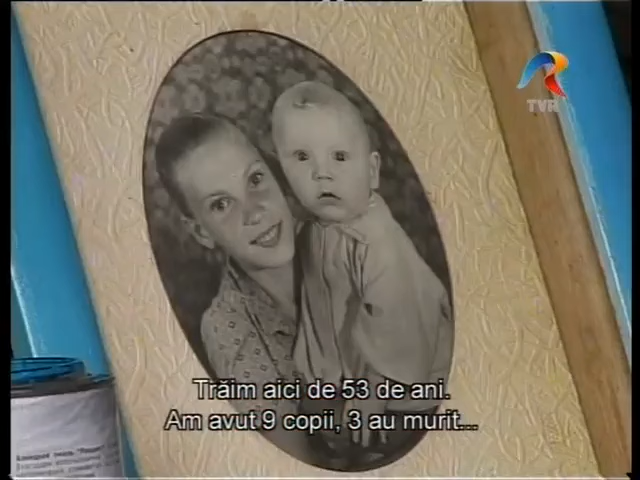 TVR
Trăim aici de 53 de ani.
Am avut 9 copii, 3 au murit...